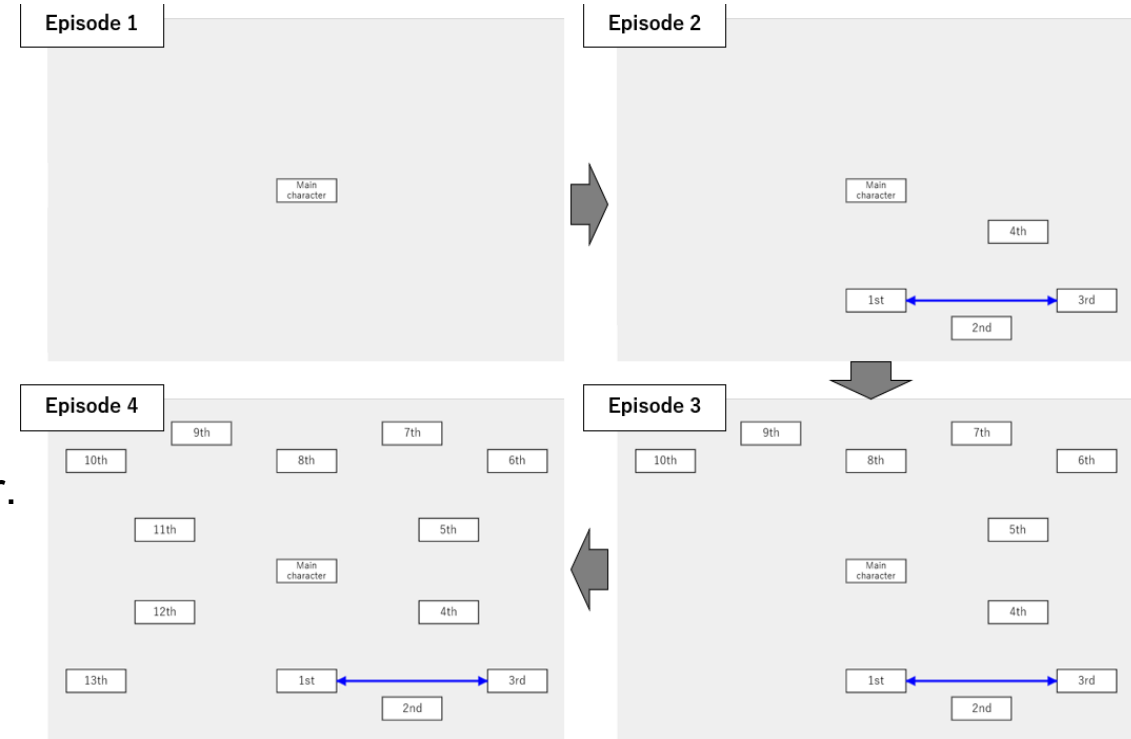 Episode 1
Main
character
Episode 2
Main
character
4th
1st
3rd
2nd
Episode 4
9th
7th
10th
8th
6th
11th
5th
Main
character
12th
4th
13th
1st
3rd
2nd
Episode 3
9th
7th
10th
8th
6th
5th
Main
character
4th
1st
3rd
2nd